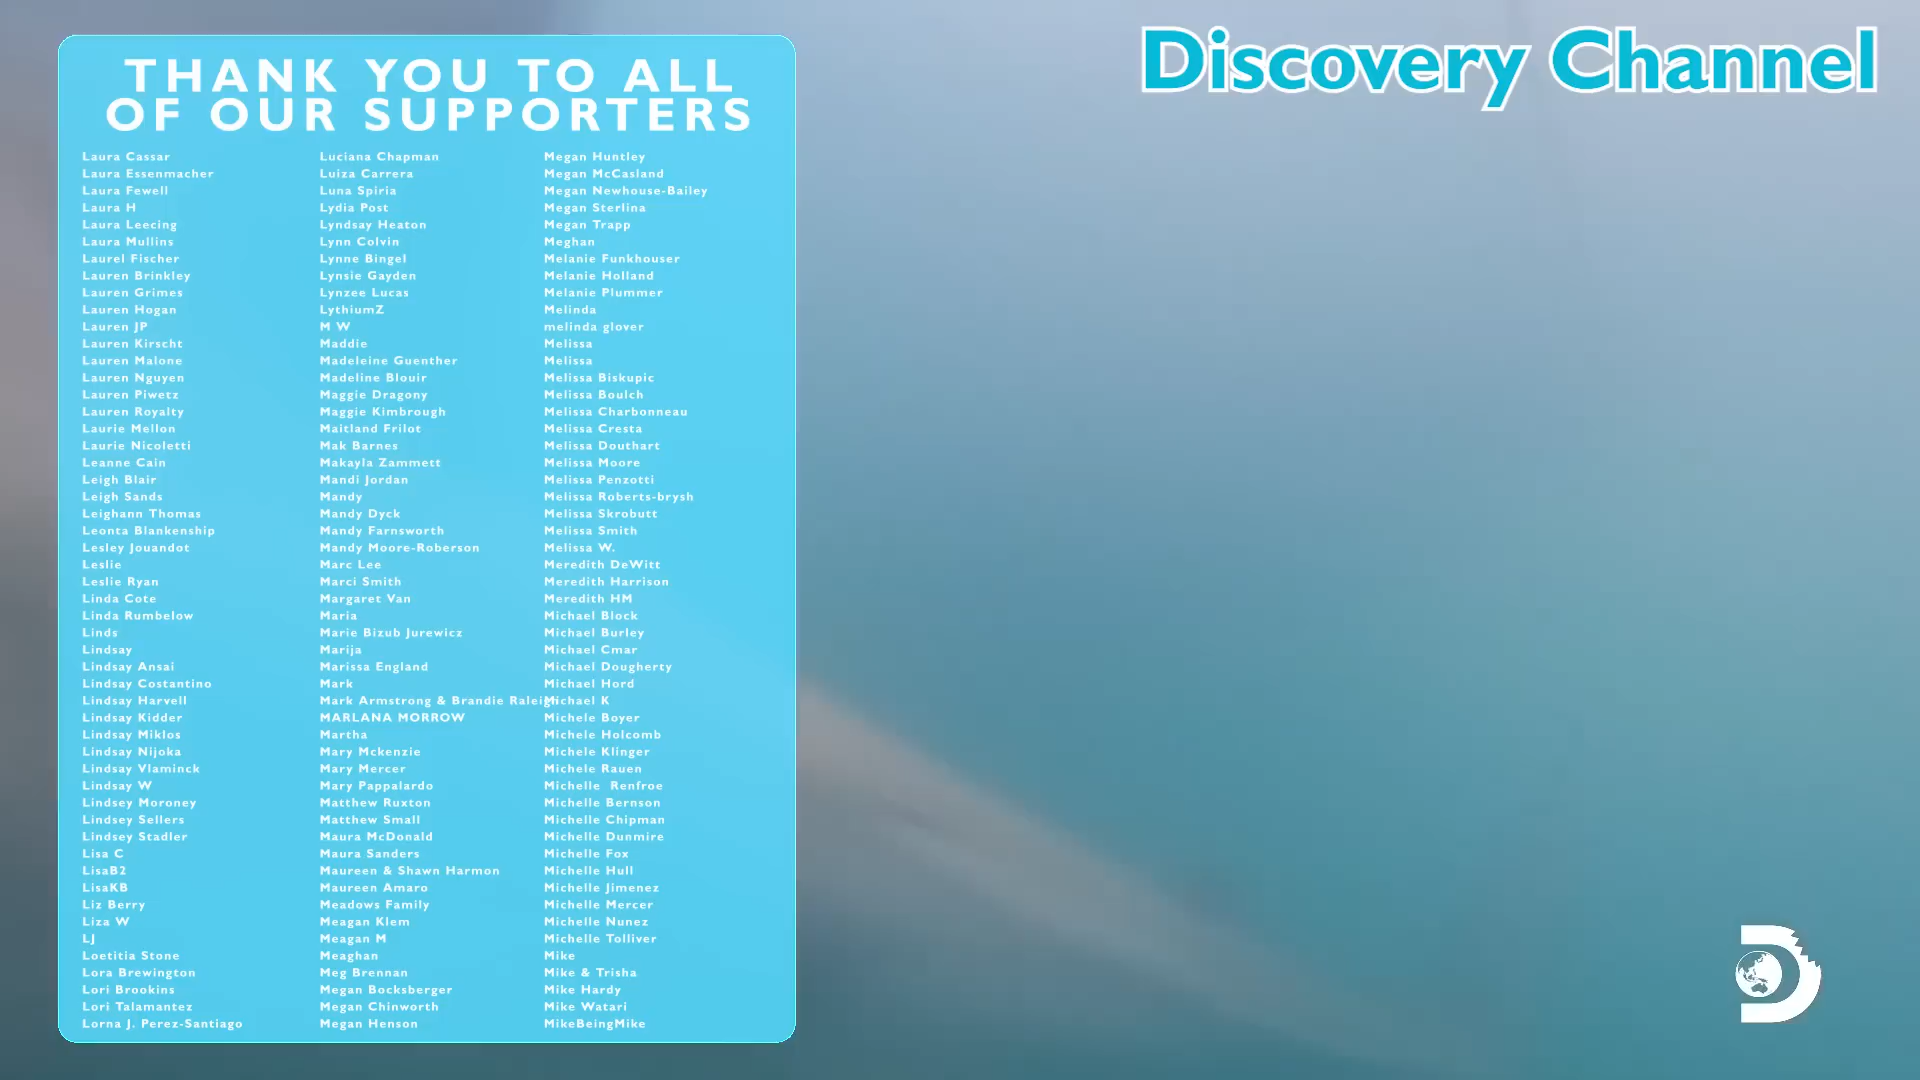 THANK YOU TO ALL
OF OUR SUPPORTERS
Laura Cassar
Laura Essenmacher
Laura Fewell
Laura H
Laura Leecing
Laura Mullins
Laurel Fischer
Lauren Brinkley
Lauren Grimes
Lauren Hogan
Lauren JP
Lauren Kirscht
Lauren Malone
Lauren Nguyen
Lauren Piwetz
Lauren Royalty
Laurie Mellon
Laurie Nicoletti
Leanne Cain
Leigh Blair
Leigh Sands
Leighann Thomas
Leonta Blankenship
Lesley Jouandot
Leslie
Leslie Ryan
Linda Cote
Linda Rumbelow
Linds
Lindsay
Lindsay Ansai
Lindsay Costantino
Lindsay Harvell
Lindsay Kidder
Lindsay Miklos
Lindsay Nijoka
Lindsay Vlaminck
Lindsay W
Lindsey Moroney
Lindsey Sellers
Lindsey Stadler
Lisa C
LisaB2
LisaKB
Liz Berry
Liza W
LJ
Loetitia Stone
Lora Brewington
Lori Brookins
Lori Talamantez
Lorna J. Perez-Santiago
Luciana Chapman
Luiza Carrera
Luna Spiria
Lydia Post
Lyndsay Heaton
Lynn Colvin
Lynne Bingel
Lynsie Gayden
Lynzee Lucas
LythiumZ
M W
Maddie
Madeleine Guenther
Madeline Blouir
Maggie Dragony
Maggie Kimbrough
Maitland Frilot
Mak Barnes
Makayla Zammett
Mandi Jordan
Mandy
Mandy Dyck
Mandy Farnsworth
Mandy Moore-Roberson
Marc Lee
Marci Smith
Margaret Van
Maria
Marie Bizub Jurewicz
Marija
Marissa England
Mark
Mark Armstrong & Brandie Raleigh
MARLANA MORROW
Martha
Mary Mckenzie
Mary Mercer
Mary Pappalardo
Matthew Ruxton
Matthew Small
Maura McDonald
Maura Sanders
Maureen & Shawn Harmon
Maureen Amaro
Meadows Family
Meagan Klem
Meagan M
Meaghan
Meg Brennan
Megan Bocksberger
Megan Chinworth
Megan Henson
Megan Huntley
Megan McCasland
Megan Newhouse-Bailey
Megan Sterlina
Megan Trapp
Meghan
Melanie Funkhouser
Melanie Holland
Melanie Plummer
Melinda
melinda glover
Melissa
Melissa
Melissa Biskupic
Melissa Boulch
Melissa Charbonneau
Melissa Cresta
Melissa Douthart
Melissa Moore
Melissa Penzotti
Melissa Roberts-brysh
Melissa Skrobutt
Melissa Smith
Melissa W.
Meredith DeWitt
Meredith Harrison
Meredith HM
Michael Block
Michael Burley
Michael Cmar
Michael Dougherty
Michael Hord
Michael K
Michele Boyer
Michele Holcomb
Michele Klinger
Michele Rauen
Michelle  Renfroe
Michelle Bernson
Michelle Chipman
Michelle Dunmire
Michelle Fox
Michelle Hull
Michelle Jimenez
Michelle Mercer
Michelle Nunez
Michelle Tolliver
Mike
Mike & Trisha
Mike Hardy
Mike Watari
MikeBeingMike
Discovery Channel